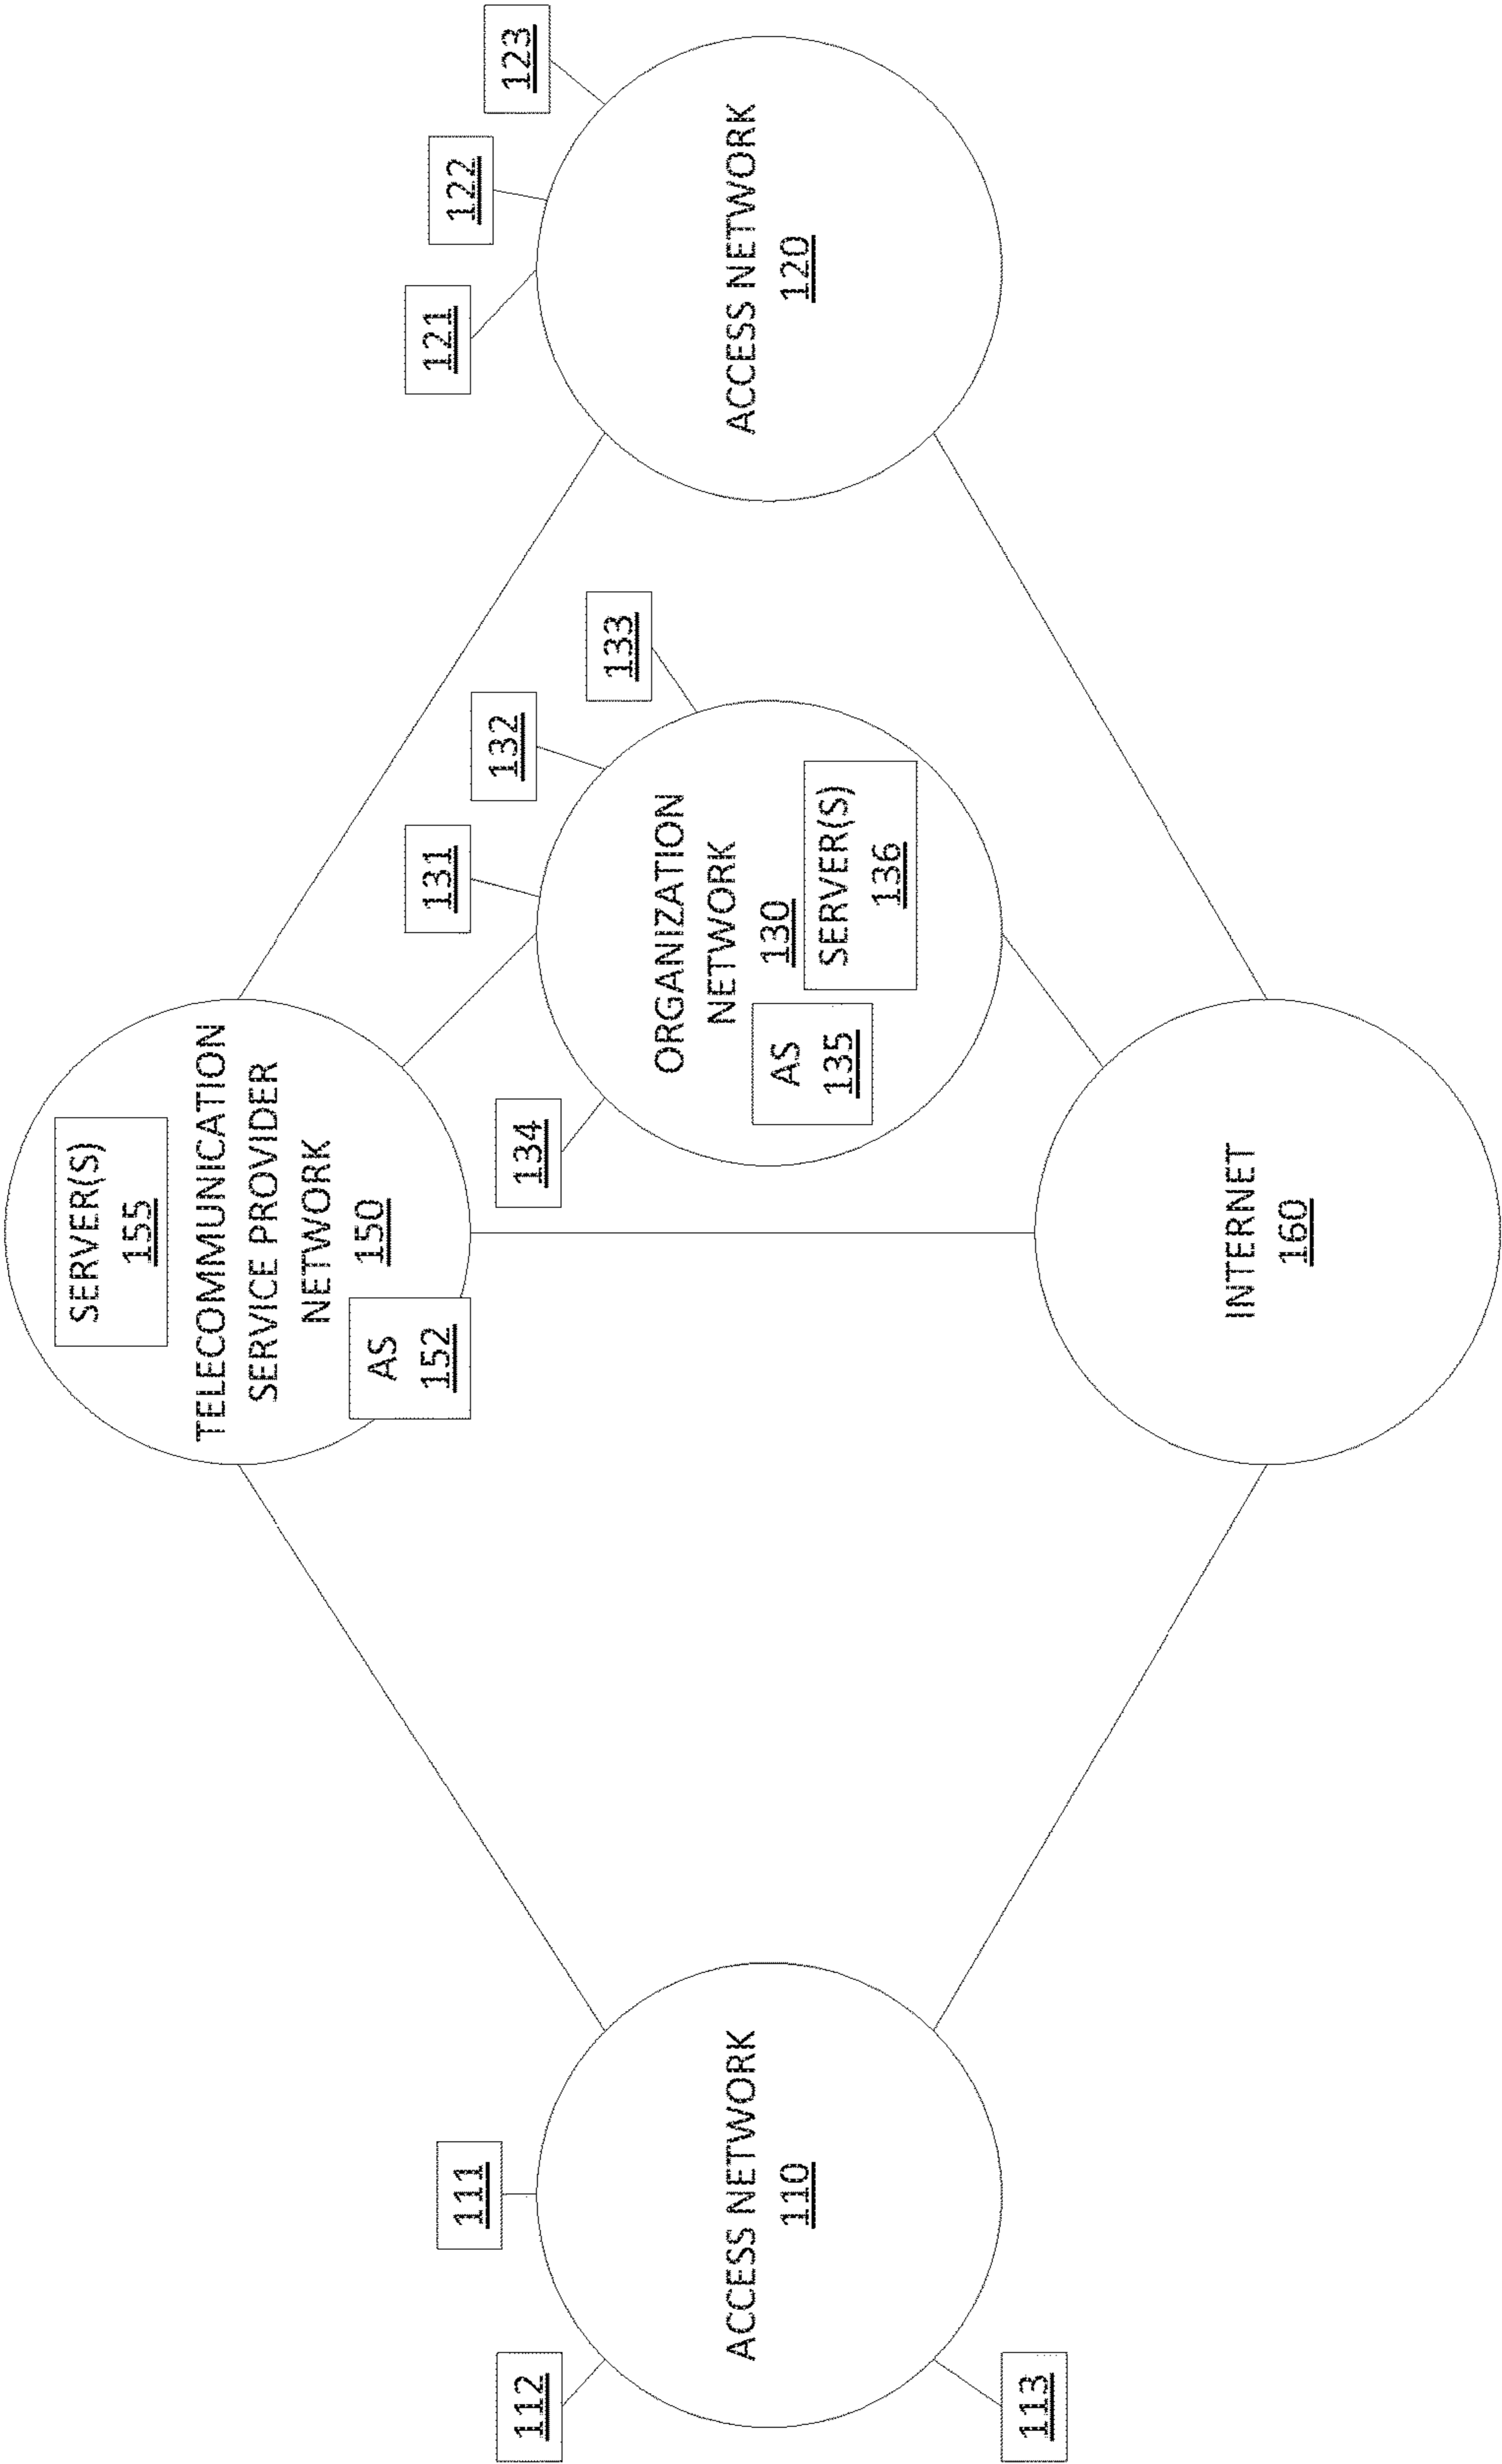 SERVER(S)
155
TELECOMMUNICATION
SERVICE PROVIDER
NETWORK
150
AS
152
111
112
ACCESS NETWORK
110
113
134
131
132
133
ORGANIZATION
NETWORK
130
AS
135
SERVER(S)
136
121
122
123
ACCESS NETWORK
120
INTERNET
160